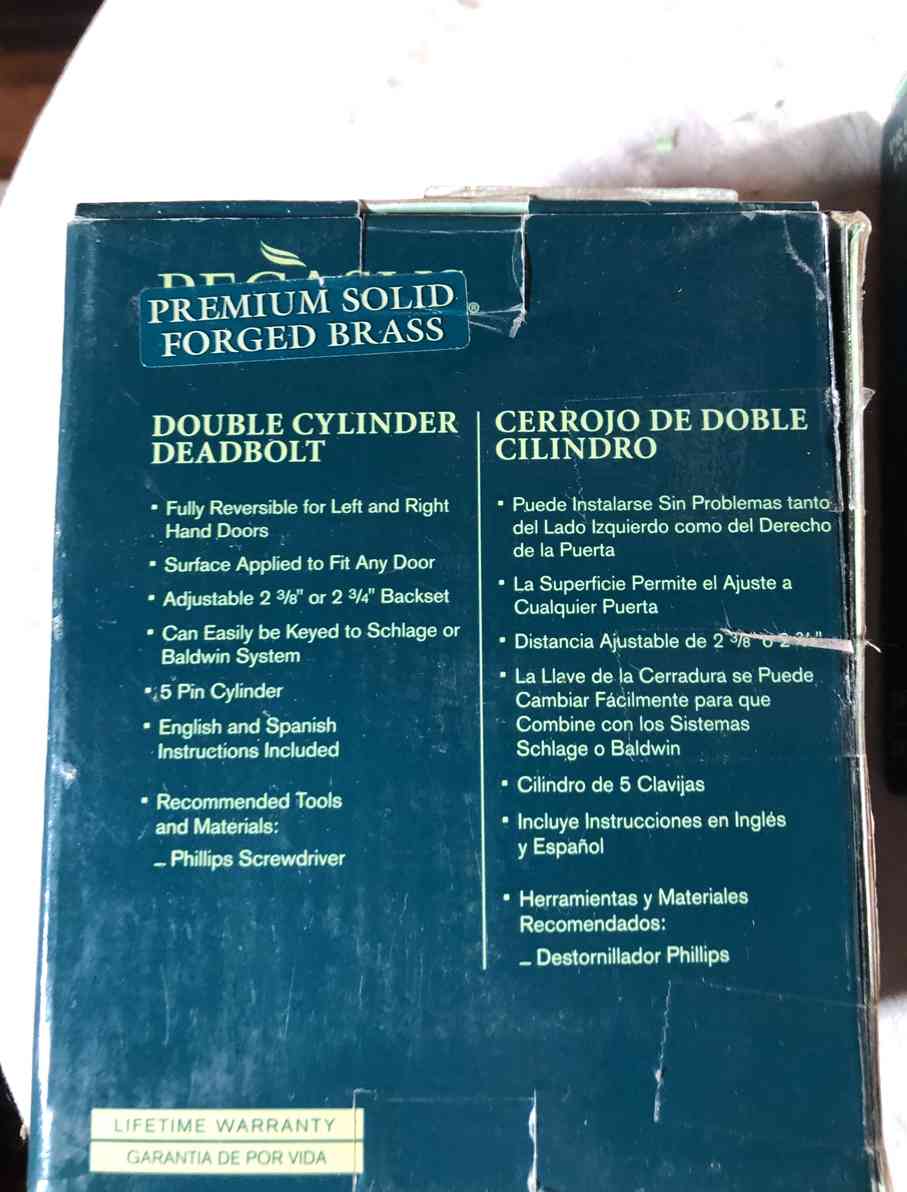 PREMIUM SOLID
FORGED BRASS
®
DOUBLE CYLINDER
DEADBOLT
• Fully Reversible for Left and Right
Hand Doors
• Surface Applied to Fit Any Door
• Adjustable 2 3/8" or 2 3/4" Backset
• Can Easily be Keyed to Schlage or
Baldwin System
• 5 Pin Cylinder
• English and Spanish
Instructions Included
• Recommended Tools
and Materials:
– Phillips Screwdriver
CERROJO DE DOBLE
CILINDRO
• Puede Instalarse Sin Problemas tanto
del Lado Izquierdo como del Derecho
de la Puerta
• La Superficie Permite el Ajuste a
Cualquier Puerta
• Distancia Ajustable de 2 3/8" o 2 3/4"
• La Llave de la Cerradura se Puede
Cambiar Fácilmente para que
Combine con los Sistemas
Schlage o Baldwin
• Cilindro de 5 Clavijas
• Incluye Instrucciones en Inglés
y Español
• Herramientas y Materiales
Recomendados:
– Destornillador Phillips
LIFETIME WARRANTY
GARANTIA DE POR VIDA